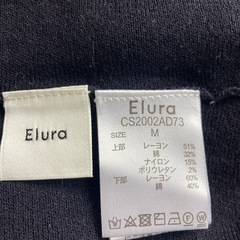 Elura
Elura
CS2002AD73
SIZE M
上部 レーヨン 51%
綿 32%
ナイロン 15%
ポリウレタン 2%
下部 レーヨン 60%
綿 40%